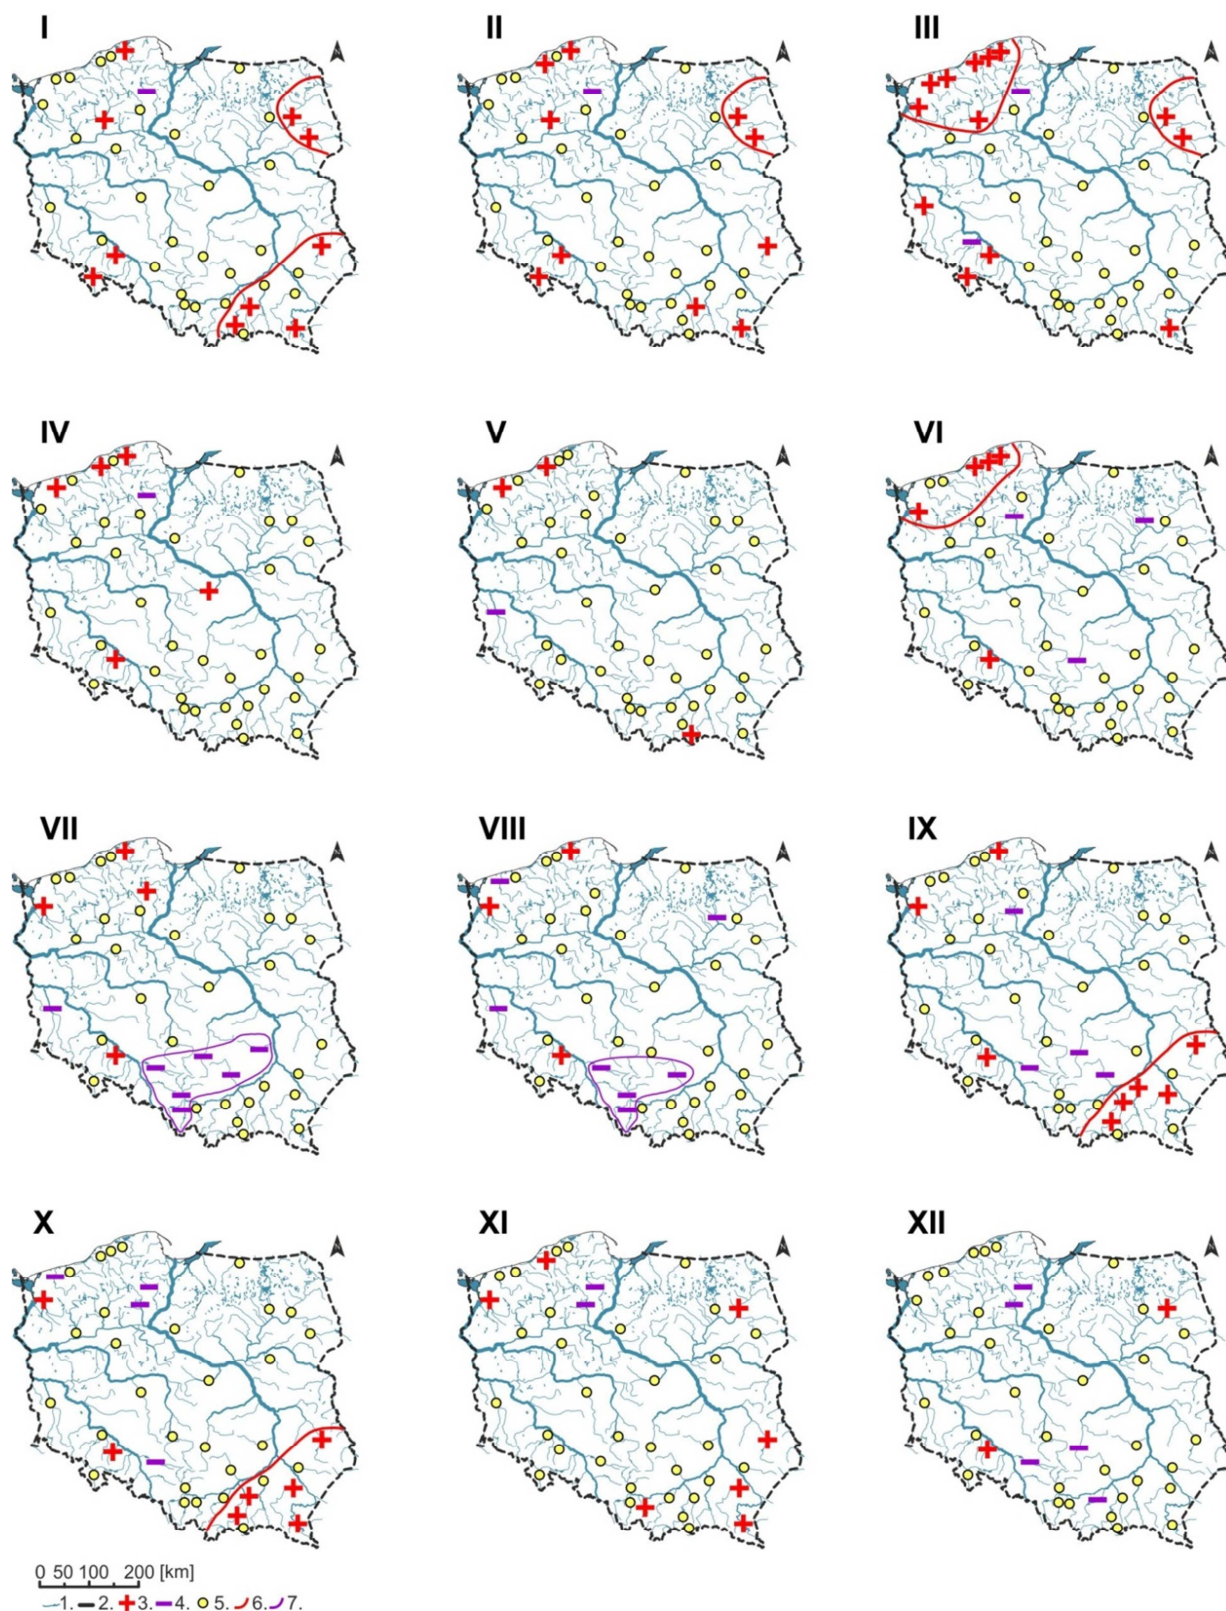 I II III
IV V VI
VII VIII IX
X XI XII
0 50 100 200 [km]
1. 2. 3. 4. 5. 6. 7.